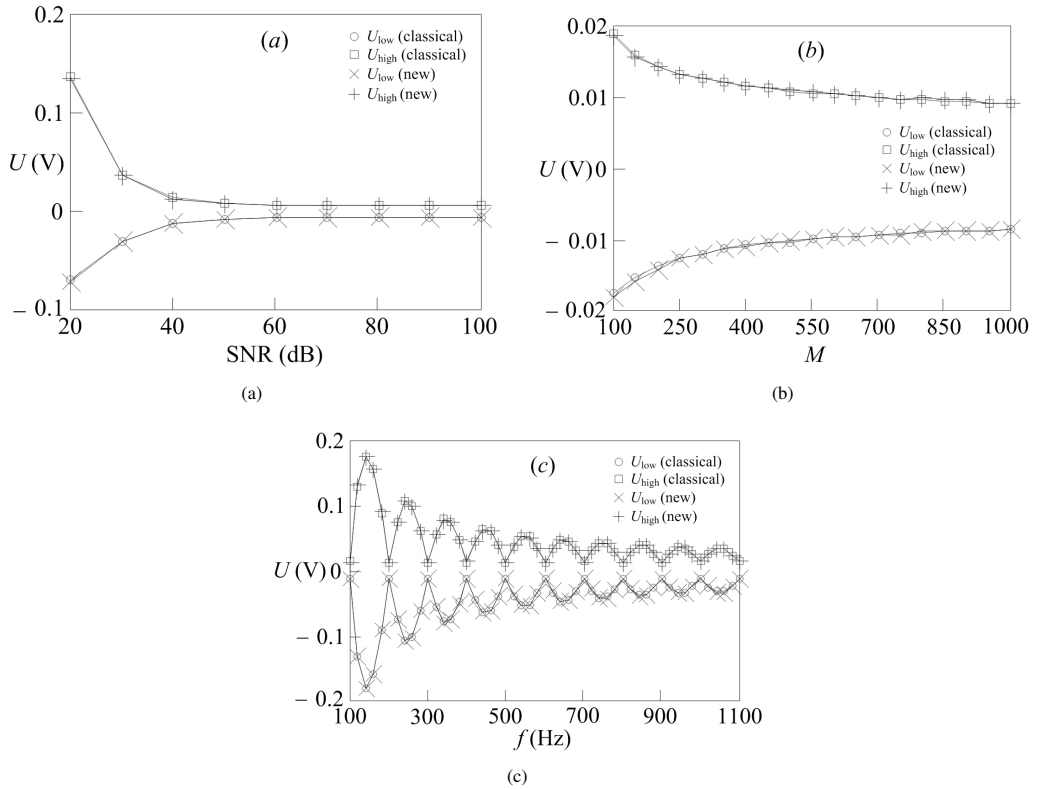 0.2
(a)
U_low (classical)
U_high (classical)
U_low (new)
U_high (new)
0.1
U (V)
0
– 0.1
20 40 60 80 100
SNR (dB)
(a)
0.02
(b)
0.01
U_low (classical)
U_high (classical)
U_low (new)
U_high (new)
U (V) 0
– 0.01
– 0.02
100 250 400 550 700 850 1000
M
(b)
0.2
(c)
U_low (classical)
U_high (classical)
U_low (new)
U_high (new)
0.1
U (V) 0
– 0.1
– 0.2
100 300 500 700 900 1100
f (Hz)
(c)